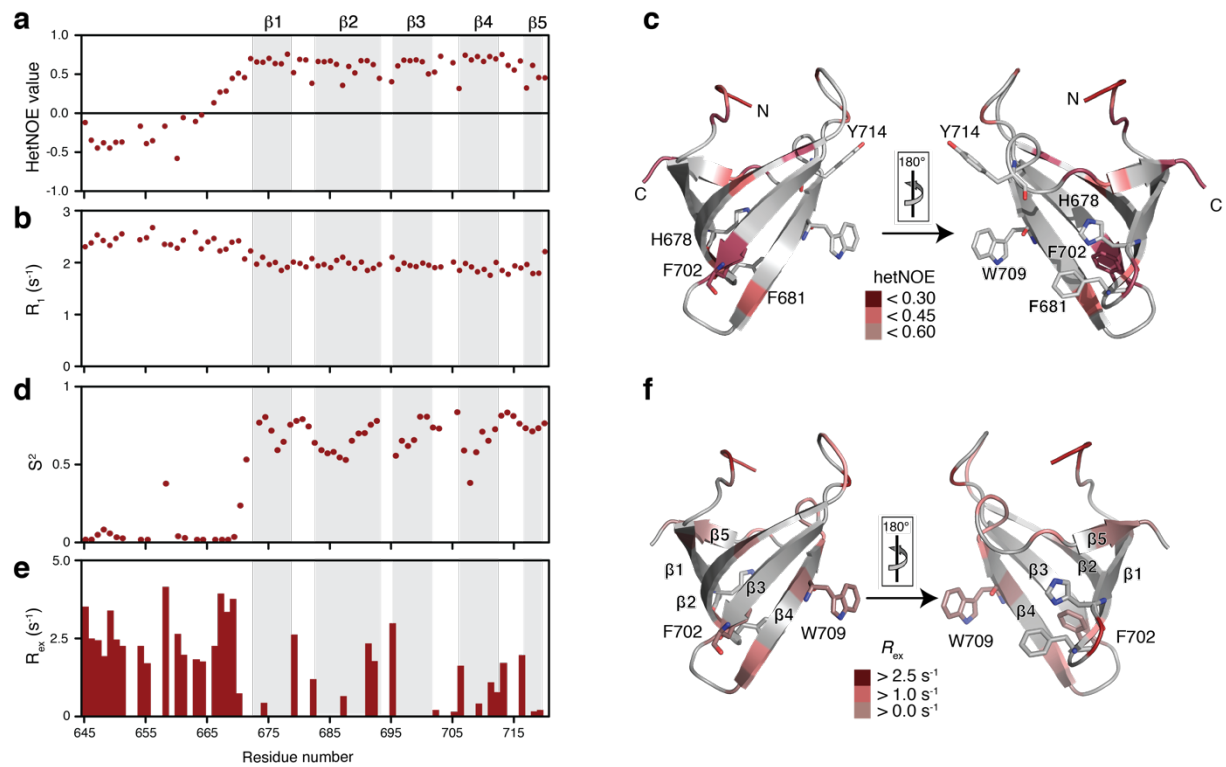 a
β1 β2 β3 β4 β5
HetNOE value
1.0
0.5
0.0
-0.5
-1.0
b
R1 (s-1)
3
2
1
0
d
S2
1
0.5
0
e
Rex (s-1)
5.0
2.5
0
645 655 665 675 685 695 705 715
Residue number
c
N N
Y714 Y714
180°
C C
H678 H678
F702 F702
W709
F681 F681
hetNOE
< 0.30
< 0.45
< 0.60
f
180°
β5 β5
β3 β2
β1 β3 β1
β2 β4 β4
W709 W709
F702 F702
Rex
> 2.5 s-1
> 1.0 s-1
> 0.0 s-1